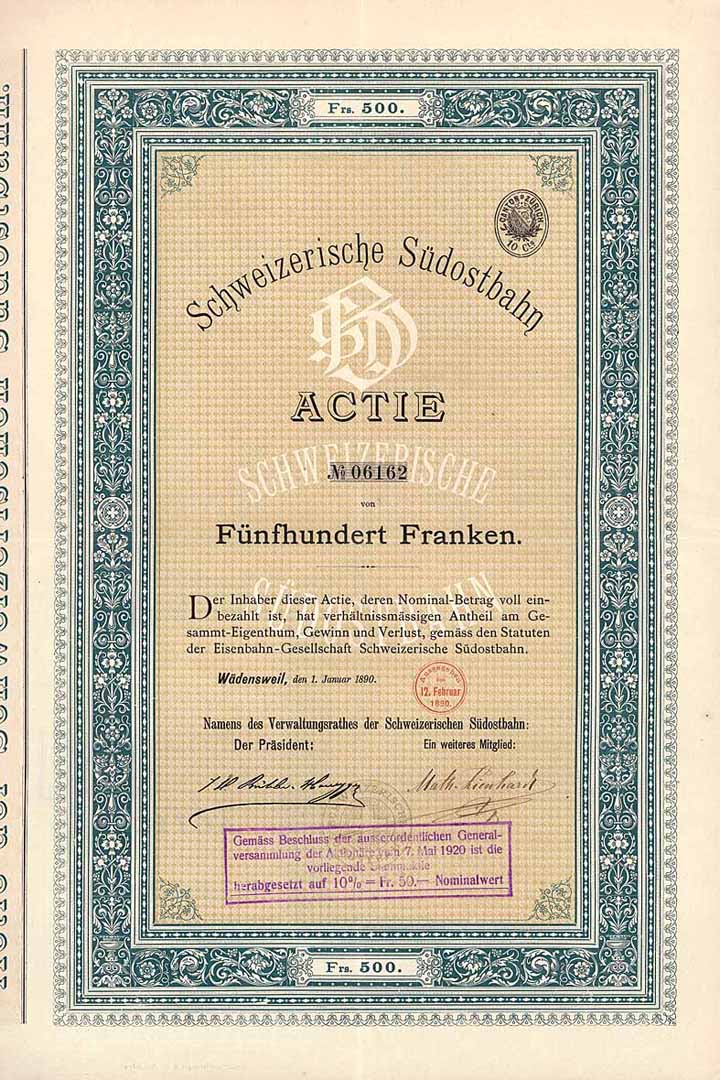 Frs. 500.
CANTON ZÜRICH
10 Cts
Schweizerische Südostbahn
ACTIE
SCHWEIZERISCHE
№ 06162
von
Fünfhundert Franken.
SÜDOSTBAHN
Der Inhaber dieser Actie, deren Nominal-Betrag voll ein-
bezahlt ist, hat verhältnissmässigen Antheil am Ge-
sammt-Eigenthum, Gewinn und Verlust, gemäss den Statuten
der Eisenbahn-Gesellschaft Schweizerische Südostbahn.
Wädensweil, den 1. Januar 1890.
12. Februar
1890.
Namens des Verwaltungsrathes der Schweizerischen Südostbahn:
Der Präsident: Ein weiteres Mitglied:
Math. Lienhardt
Gemäss Beschluss der ausserordentlichen General-
versammlung der Aktionäre vom 7. Mai 1920 ist die
vorliegende
herabgesetzt auf 10% = Fr. 50.— Nominalwert
Frs. 500.